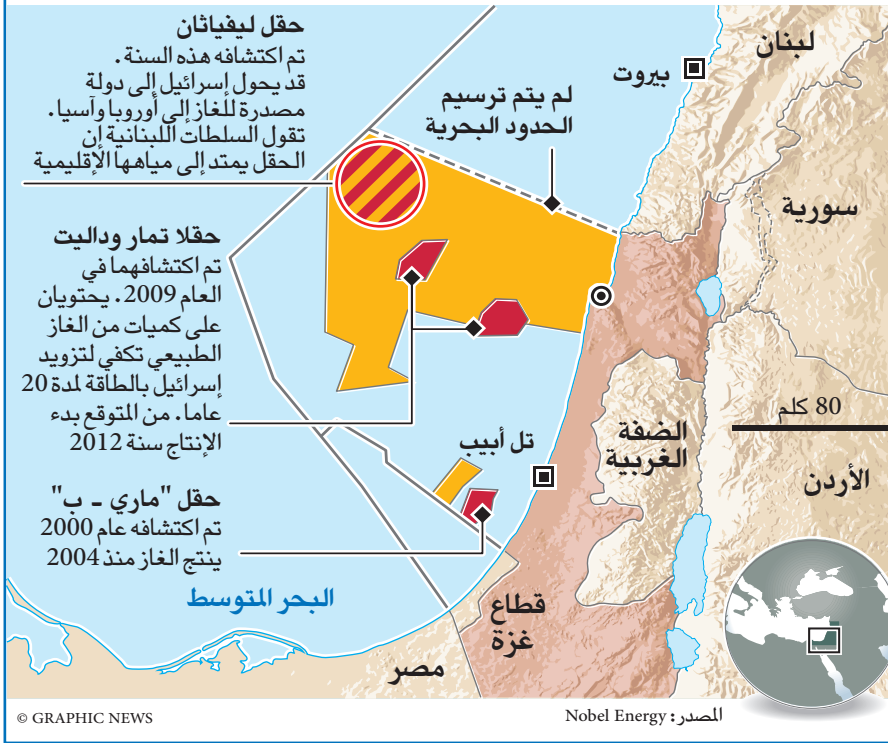 حقل ليفياثان
تم اكتشافه هذه السنة.
قد يحول إسرائيل إلى دولة
مصدرة للغاز إلى أوروبا وآسيا.
تقول السلطات اللبنانية إن
الحقل يمتد إلى مياهها الإقليمية
لم يتم ترسيم
الحدود البحرية
لبنان
بيروت
سورية
حقلا تمار وداليت
تم اكتشافهما في
العام 2009. يحتويان
على كميات من الغاز
الطبيعي تكفي لتزويد
إسرائيل بالطاقة لمدة 20
عاما. من المتوقع بدء
الإنتاج سنة 2012
80 كلم
الضفة
الغربية
تل أبيب
الأردن
حقل "ماري - ب"
تم اكتشافه عام 2000
ينتج الغاز منذ 2004
البحر المتوسط
قطاع
غزة
مصر
المصدر: Nobel Energy
© GRAPHIC NEWS